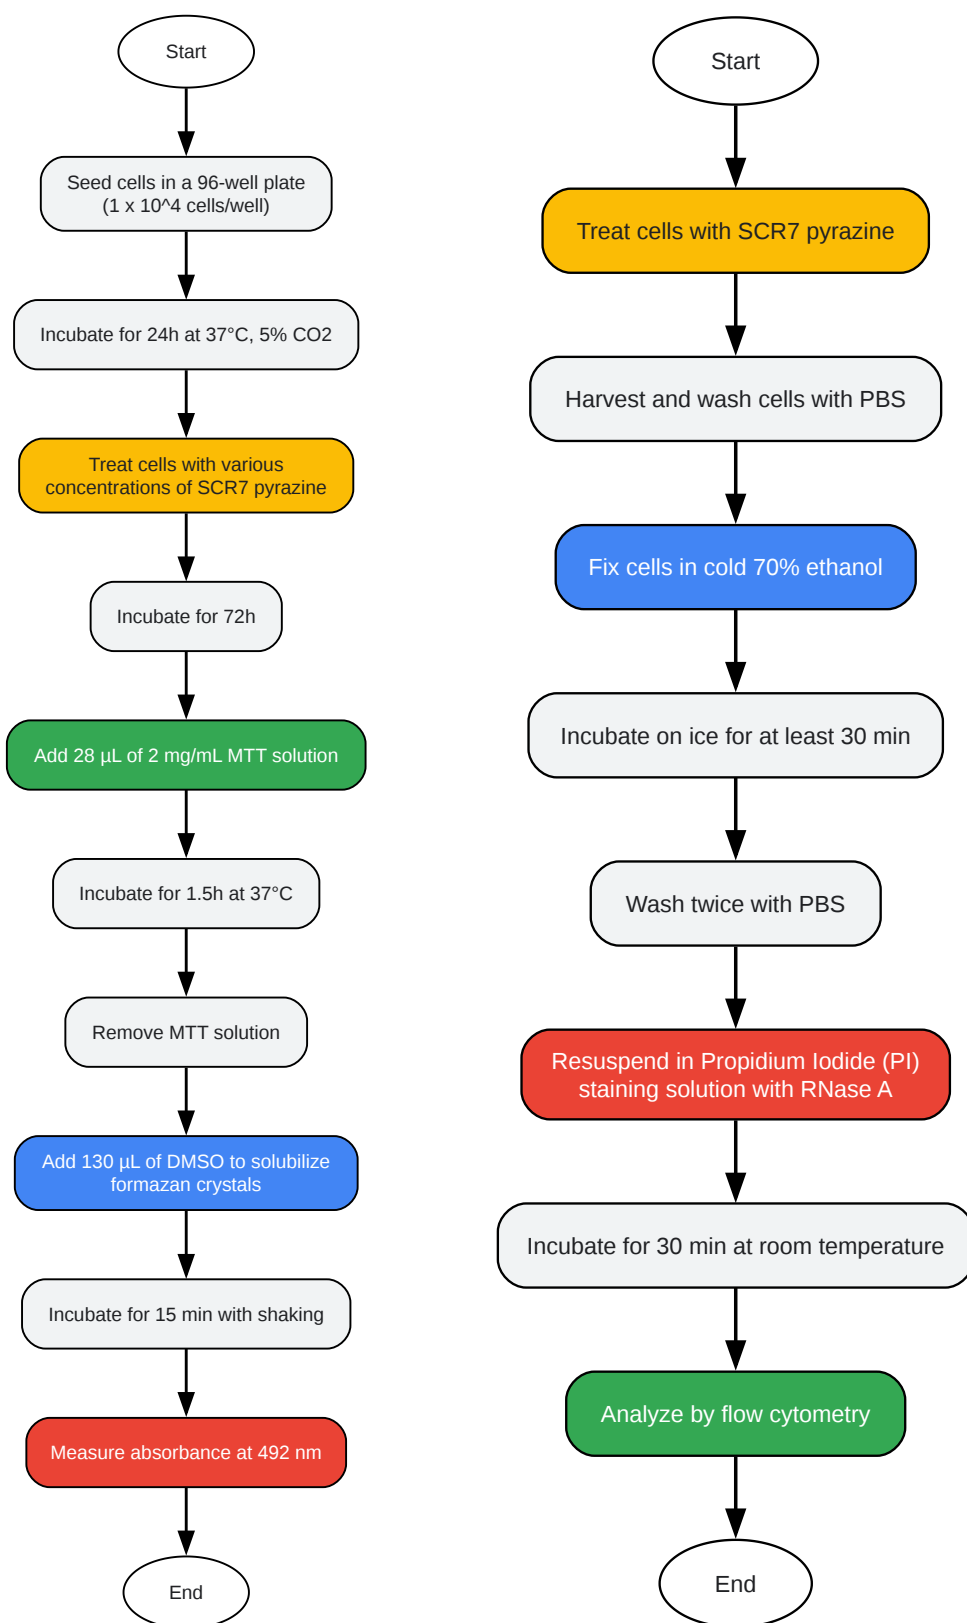 Start
Seed cells in a 96-well plate
(1 x 10^4 cells/well)
Incubate for 24h at 37°C, 5% CO2
Treat cells with various
concentrations of SCR7 pyrazine
Incubate for 72h
Add 28 µL of 2 mg/mL MTT solution
Incubate for 1.5h at 37°C
Remove MTT solution
Add 130 µL of DMSO to solubilize
formazan crystals
Incubate for 15 min with shaking
Measure absorbance at 492 nm
End
Start
Treat cells with SCR7 pyrazine
Harvest and wash cells with PBS
Fix cells in cold 70% ethanol
Incubate on ice for at least 30 min
Wash twice with PBS
Resuspend in Propidium Iodide (PI)
staining solution with RNase A
Incubate for 30 min at room temperature
Analyze by flow cytometry
End